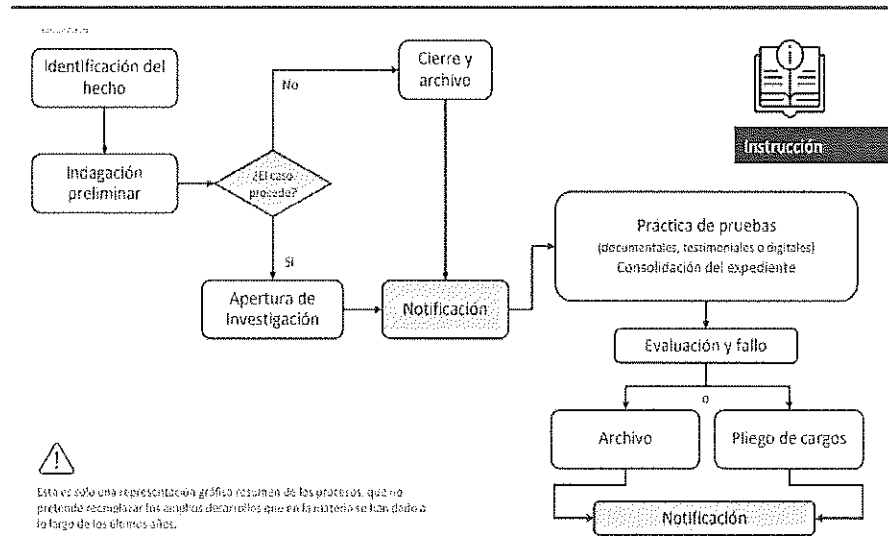 Identificación del
hecho
Indagación
preliminar
¿El caso
procede?
No
Cierre y
archivo
Si
Apertura de
Investigación
Notificación
Instrucción
Práctica de pruebas
(documentales, testimoniales o digitales)
Consolidación del expediente
Evaluación y fallo
o
Archivo
Pliego de cargos
Notificación
Esta es solo una representación gráfica resumen de los procesos, que no
pretende reemplazar los amplios desarrollos que en la materia se han dado a
lo largo de los últimos años.